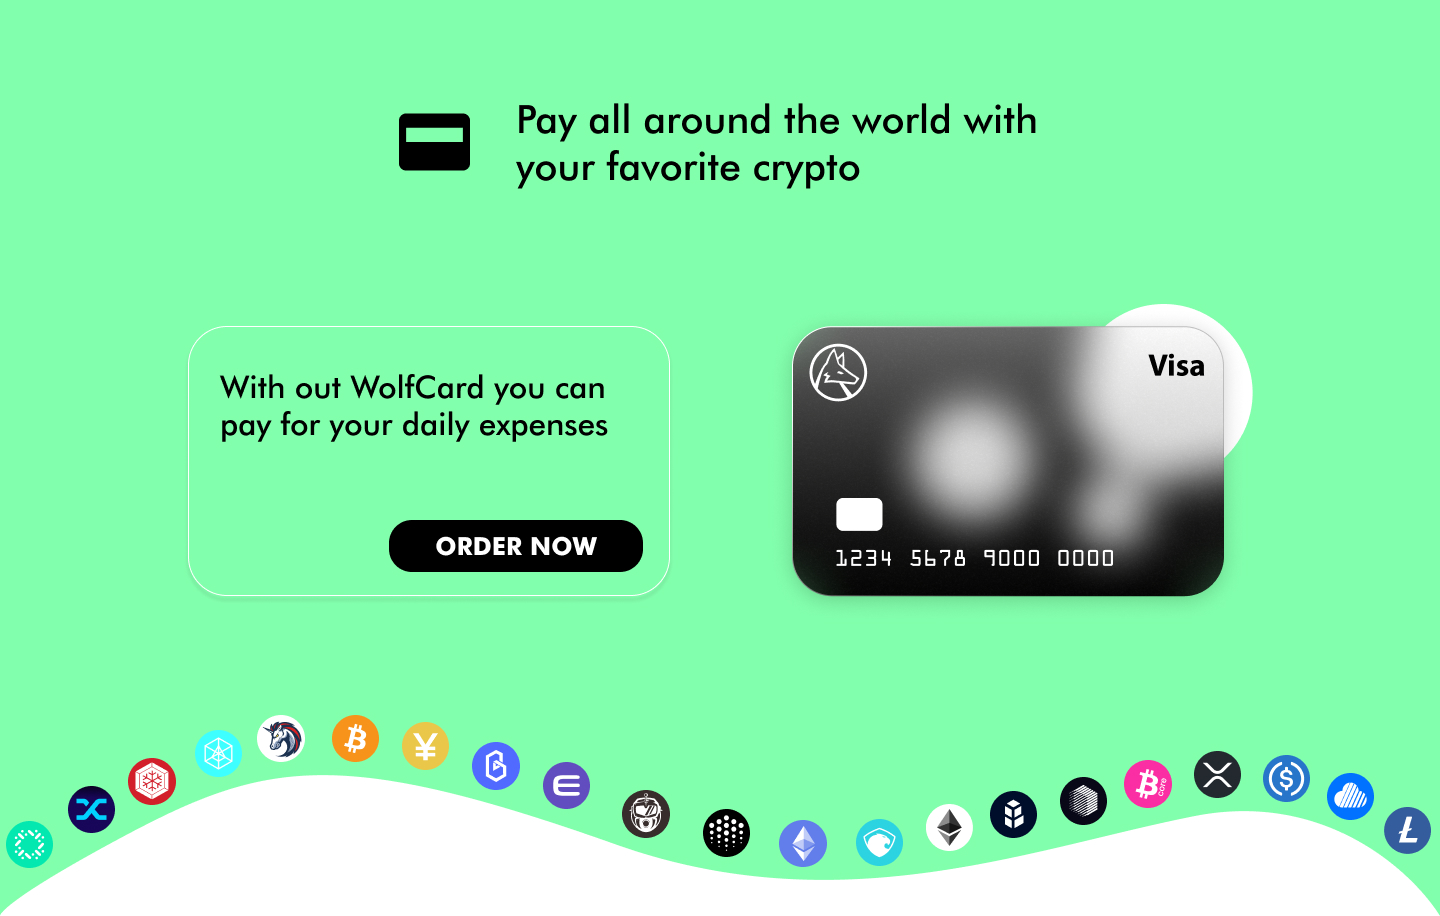 Pay all around the world with
your favorite crypto
With out WolfCard you can
pay for your daily expenses
ORDER NOW
Visa
1234 5678 9000 0000
core